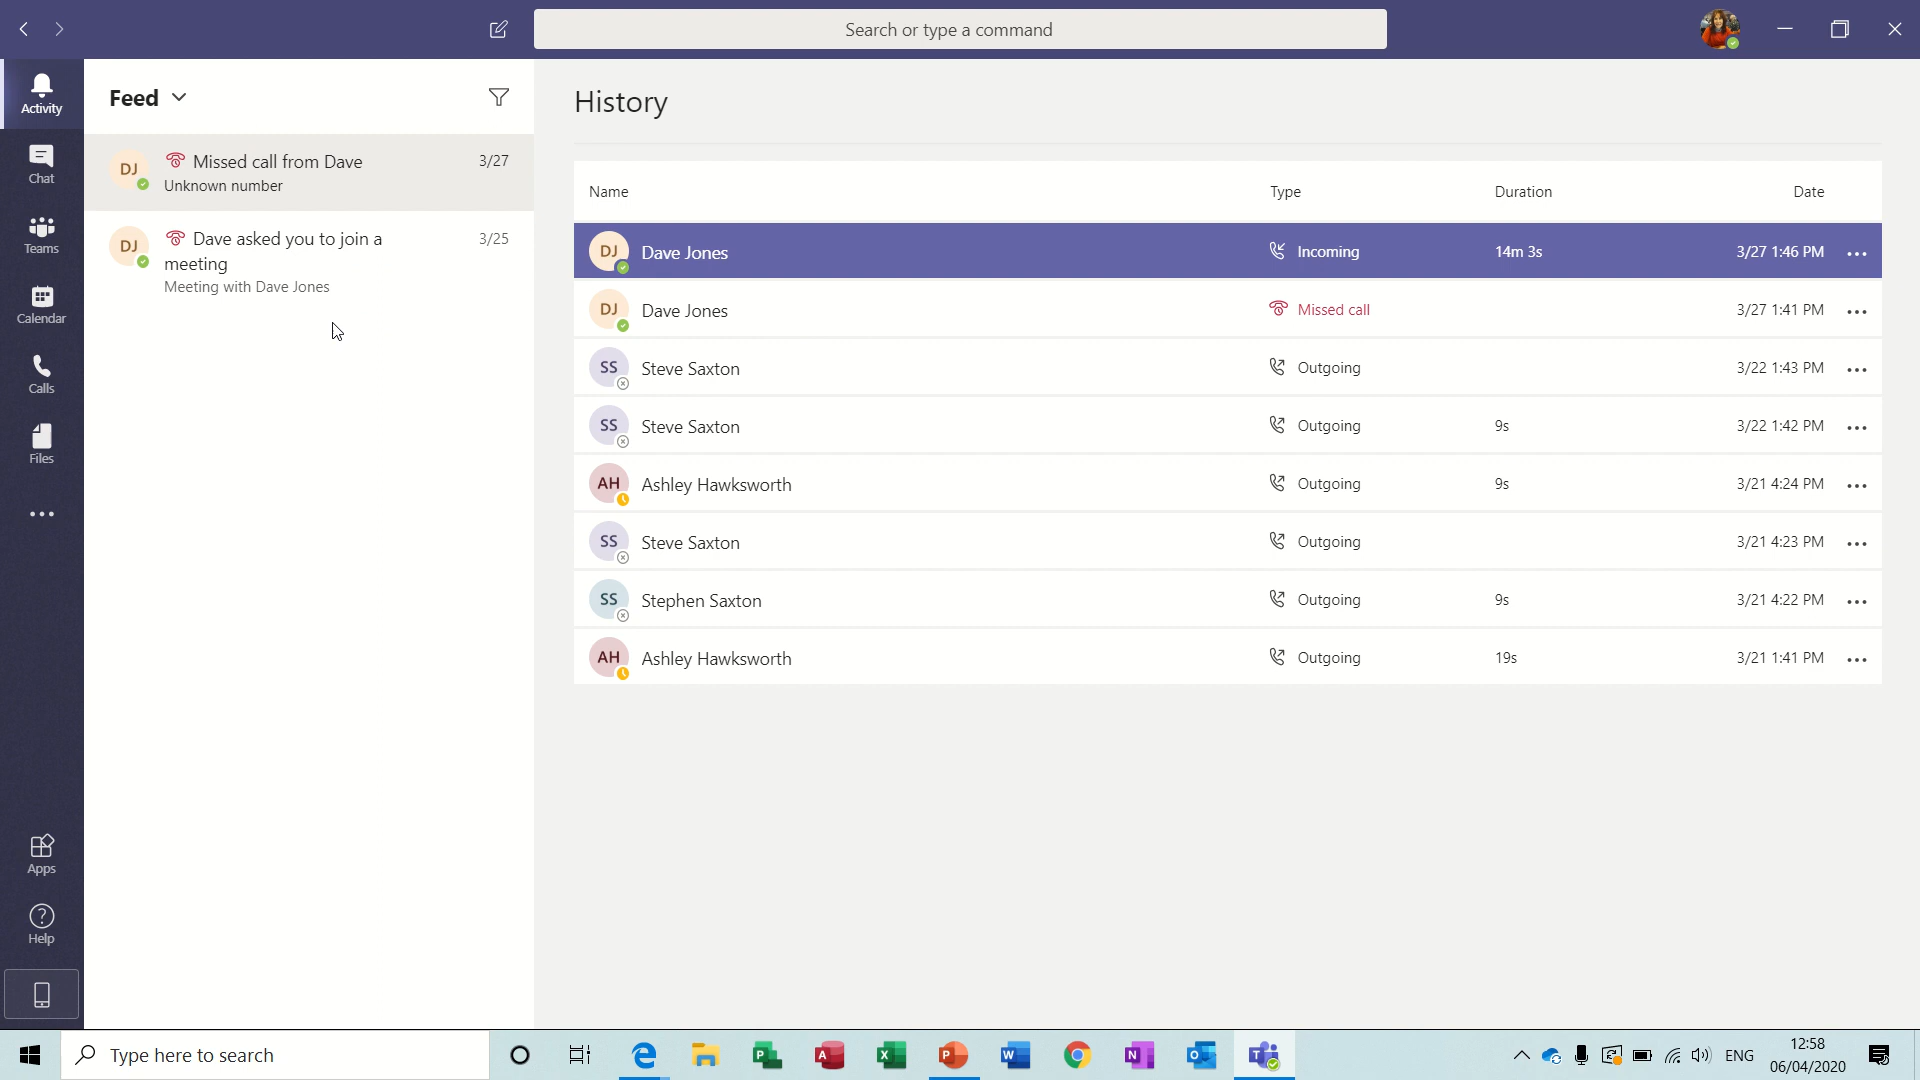 Search or type a command
Activity
Chat
Teams
Calendar
Calls
Files
Apps
Help
Feed
DJ
Missed call from Dave
3/27
Unknown number
DJ
Dave asked you to join a
3/25
meeting
Meeting with Dave Jones
History
Name Type Duration Date
DJ Dave Jones Incoming 14m 3s 3/27 1:46 PM
DJ Dave Jones Missed call 3/27 1:41 PM
SS Steve Saxton Outgoing 3/22 1:43 PM
SS Steve Saxton Outgoing 9s 3/22 1:42 PM
AH Ashley Hawksworth Outgoing 9s 3/21 4:24 PM
SS Steve Saxton Outgoing 3/21 4:23 PM
SS Stephen Saxton Outgoing 9s 3/21 4:22 PM
AH Ashley Hawksworth Outgoing 19s 3/21 1:41 PM
Type here to search
P A X P W N O T
ENG
12:58
06/04/2020